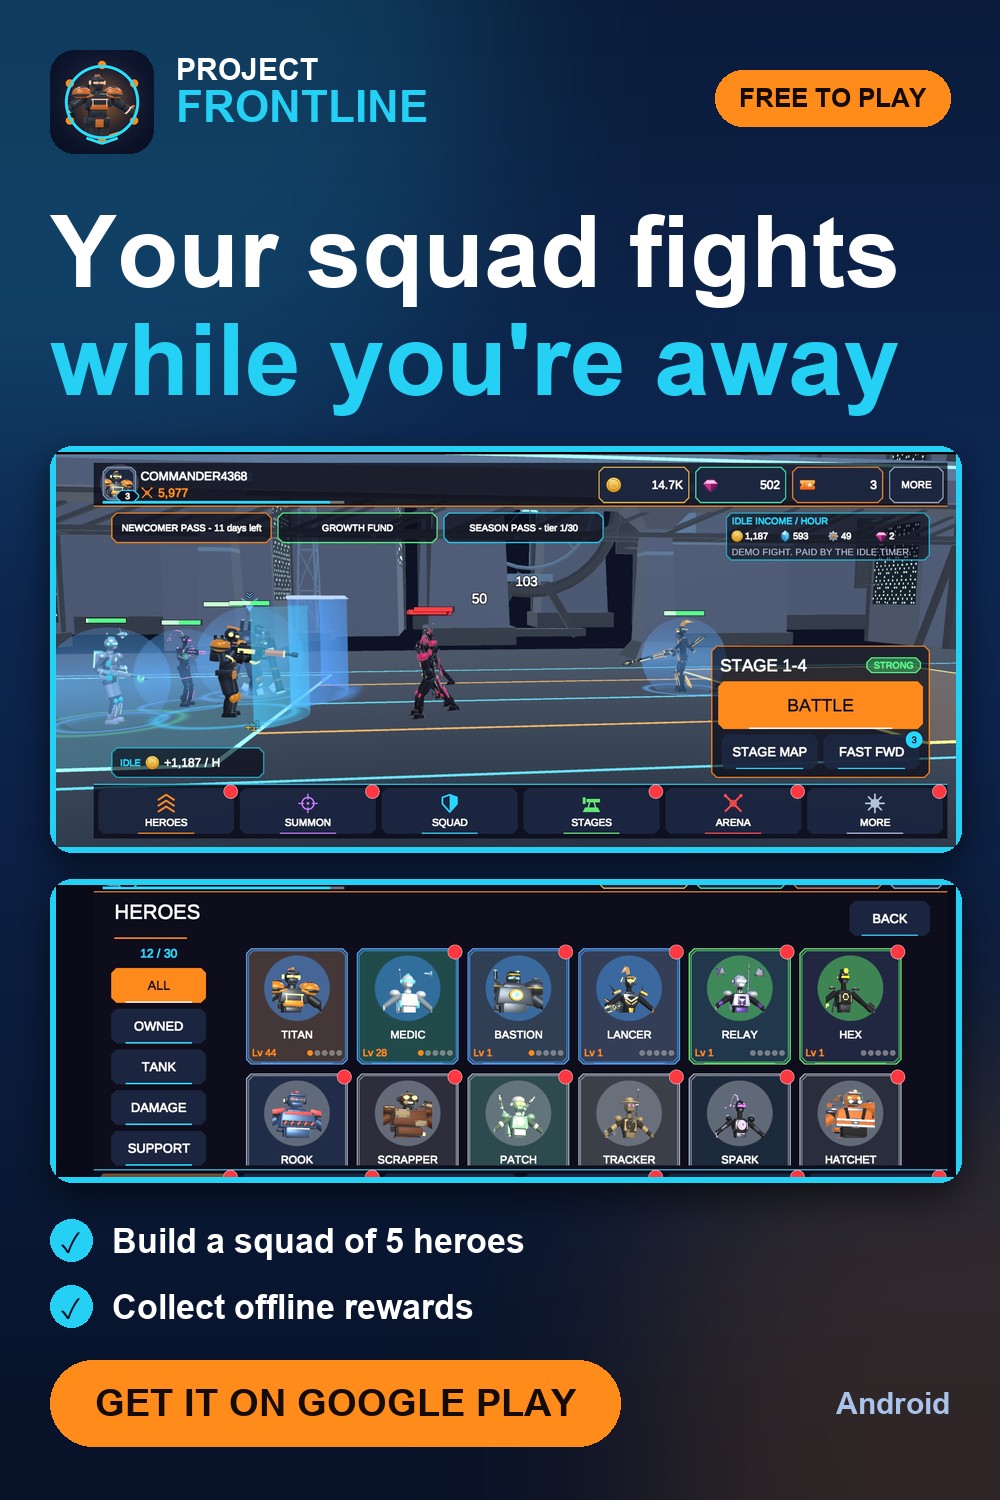 PROJECT
FRONTLINE
FREE TO PLAY
Your squad fights
while you're away
COMMANDER4368
3
5,977
14.7K
502
3
MORE
NEWCOMER PASS - 11 days left
GROWTH FUND
SEASON PASS - tier 1/30
IDLE INCOME / HOUR
1,187 593 49 2
DEMO FIGHT. PAID BY THE IDLE TIMER.
103
50
STAGE 1-4
STRONG
BATTLE
STAGE MAP
FAST FWD
3
IDLE +1,187 / H
HEROES
SUMMON
SQUAD
STAGES
ARENA
MORE
HEROES
BACK
12 / 30
ALL
OWNED
TANK
DAMAGE
SUPPORT
TITAN
Lv 44
MEDIC
Lv 28
BASTION
Lv 1
LANCER
Lv 1
RELAY
Lv 1
HEX
Lv 1
ROOK
SCRAPPER
PATCH
TRACKER
SPARK
HATCHET
✓ Build a squad of 5 heroes
✓ Collect offline rewards
GET IT ON GOOGLE PLAY
Android